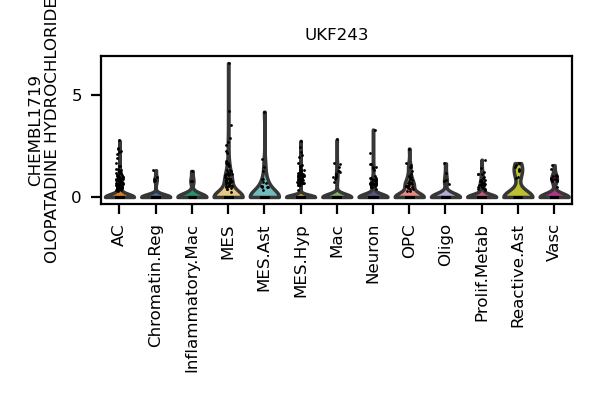 UKF243
CHEMBL1719
OLOPATADINE HYDROCHLORIDE
5
0
AC
Chromatin.Reg
Inflammatory.Mac
MES
MES.Ast
MES.Hyp
Mac
Neuron
OPC
Oligo
Prolif.Metab
Reactive.Ast
Vasc